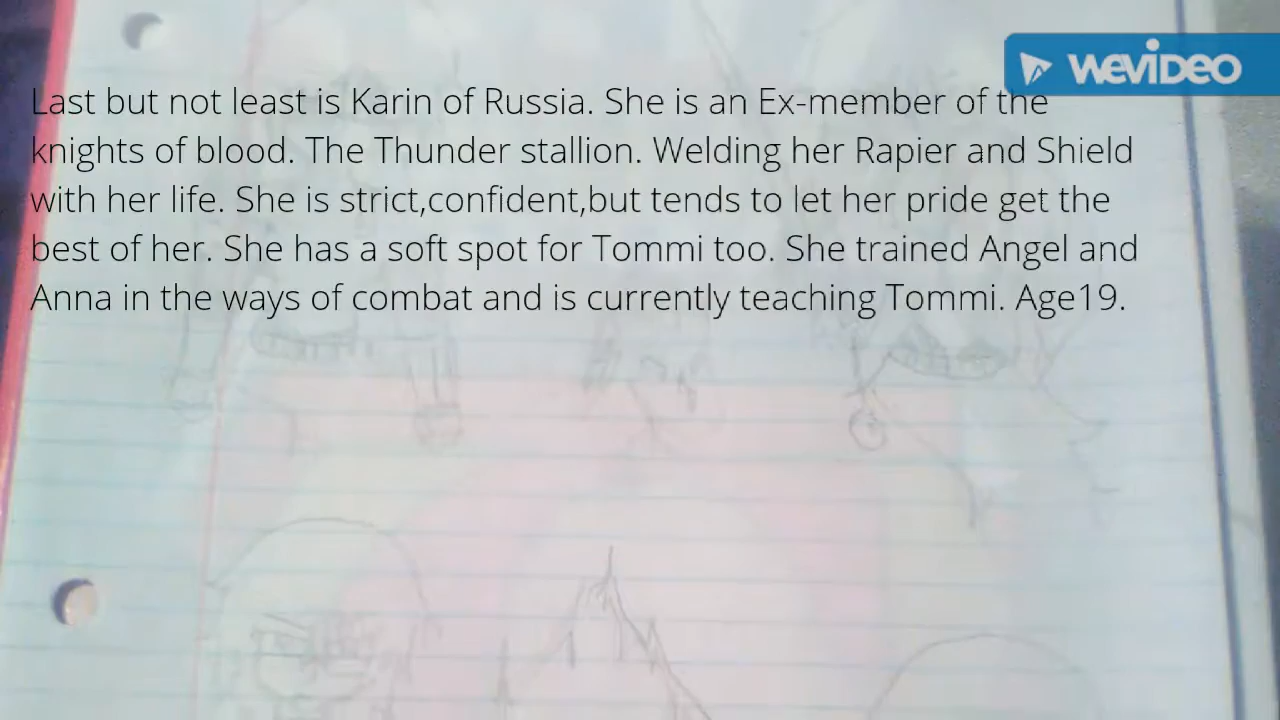 WEVIDEO
Last but not least is Karin of Russia. She is an Ex-member of the
knights of blood. The Thunder stallion. Welding her Rapier and Shield
with her life. She is strict,confident,but tends to let her pride get the
best of her. She has a soft spot for Tommi too. She trained Angel and
Anna in the ways of combat and is currently teaching Tommi. Age19.